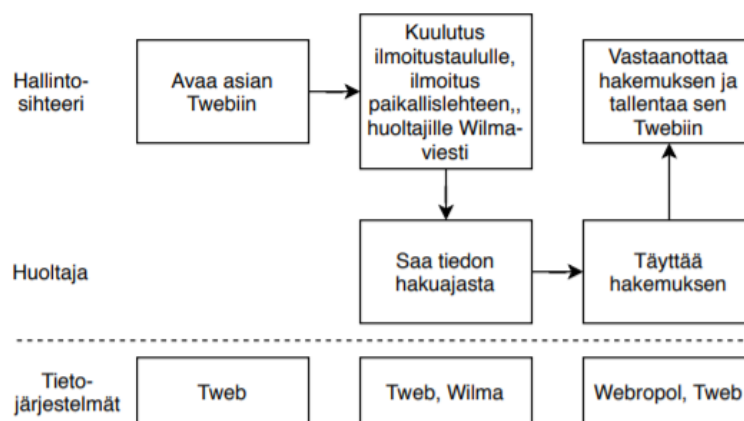 Hallinto-
sihteeri
Avaa asian
Twebiin
Kuulutus
ilmoitustaululle,
ilmoitus
paikallislehteen,,
huoltajille Wilma-
viesti
Vastaanottaa
hakemuksen ja
tallentaa sen
Twebiin
Huoltaja
Saa tiedon
hakuajasta
Täyttää
hakemuksen
Tieto-
järjestelmät
Tweb
Tweb, Wilma
Webropol, Tweb